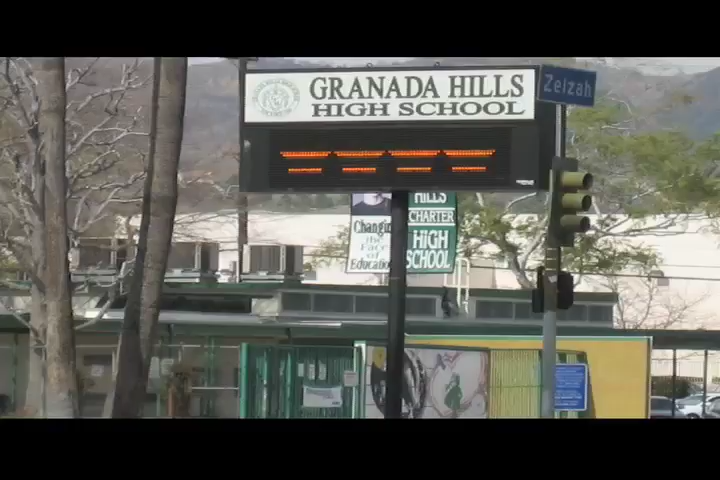 GRANADA HILLS
HIGH SCHOOL
Zelzah
HILLS
CHARTER
HIGH
SCHOOL
Changing
the
Face
of
Education